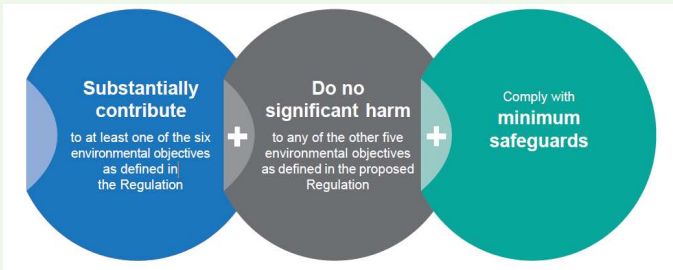 Substantially
contribute
to at least one of the six
environmental objectives
as defined in
the Regulation
+
Do no
significant harm
to any of the other five
environmental objectives
as defined in the proposed
Regulation
+
Comply with
minimum
safeguards